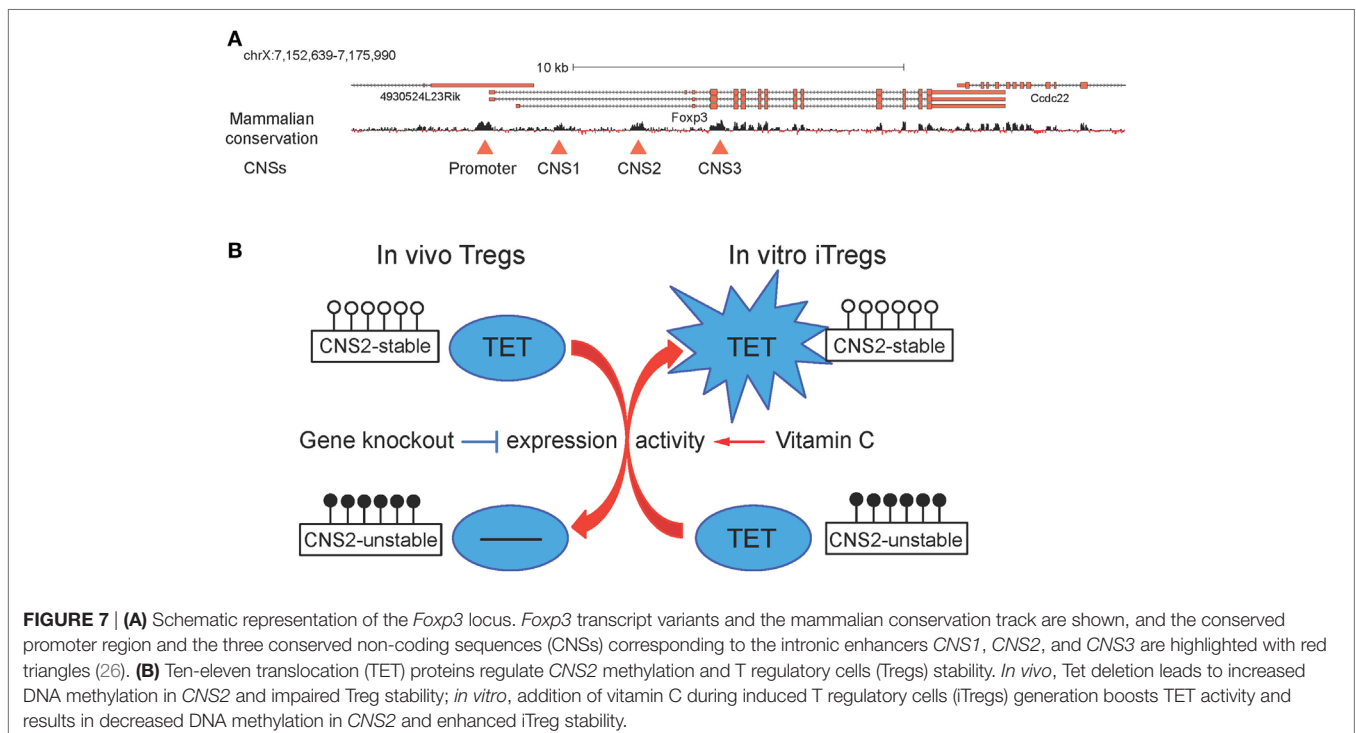 A
chrX:7,152,639-7,175,990
10 kb
4930524L23Rik
Foxp3
Ccdc22
Mammalian
conservation
CNSs
Promoter CNS1 CNS2 CNS3
B
In vivo Tregs In vitro iTregs
CNS2-stable TET TET CNS2-stable
Gene knockout expression activity Vitamin C
CNS2-unstable TET CNS2-unstable
FIGURE 7 | (A) Schematic representation of the Foxp3 locus. Foxp3 transcript variants and the mammalian conservation track are shown, and the conserved
promoter region and the three conserved non-coding sequences (CNSs) corresponding to the intronic enhancers CNS1, CNS2, and CNS3 are highlighted with red
triangles (26). (B) Ten-eleven translocation (TET) proteins regulate CNS2 methylation and T regulatory cells (Tregs) stability. In vivo, Tet deletion leads to increased
DNA methylation in CNS2 and impaired Treg stability; in vitro, addition of vitamin C during induced T regulatory cells (iTregs) generation boosts TET activity and
results in decreased DNA methylation in CNS2 and enhanced iTreg stability.